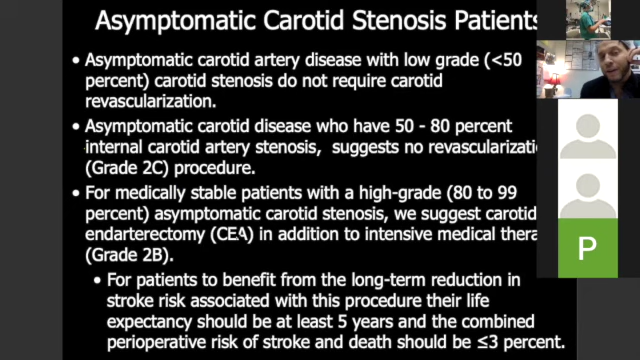 Asymptomatic Carotid Stenosis Patients
• Asymptomatic carotid artery disease with low grade (<50
percent) carotid stenosis do not require carotid
revascularization.
• Asymptomatic carotid disease who have 50 - 80 percent
internal carotid artery stenosis, suggests no revascularizati
(Grade 2C) procedure.
• For medically stable patients with a high-grade (80 to 99
percent) asymptomatic carotid stenosis, we suggest carotid
endarterectomy (CEA) in addition to intensive medical thera
(Grade 2B).
• For patients to benefit from the long-term reduction in
stroke risk associated with this procedure their life
expectancy should be at least 5 years and the combined
perioperative risk of stroke and death should be ≤3 percent.
P